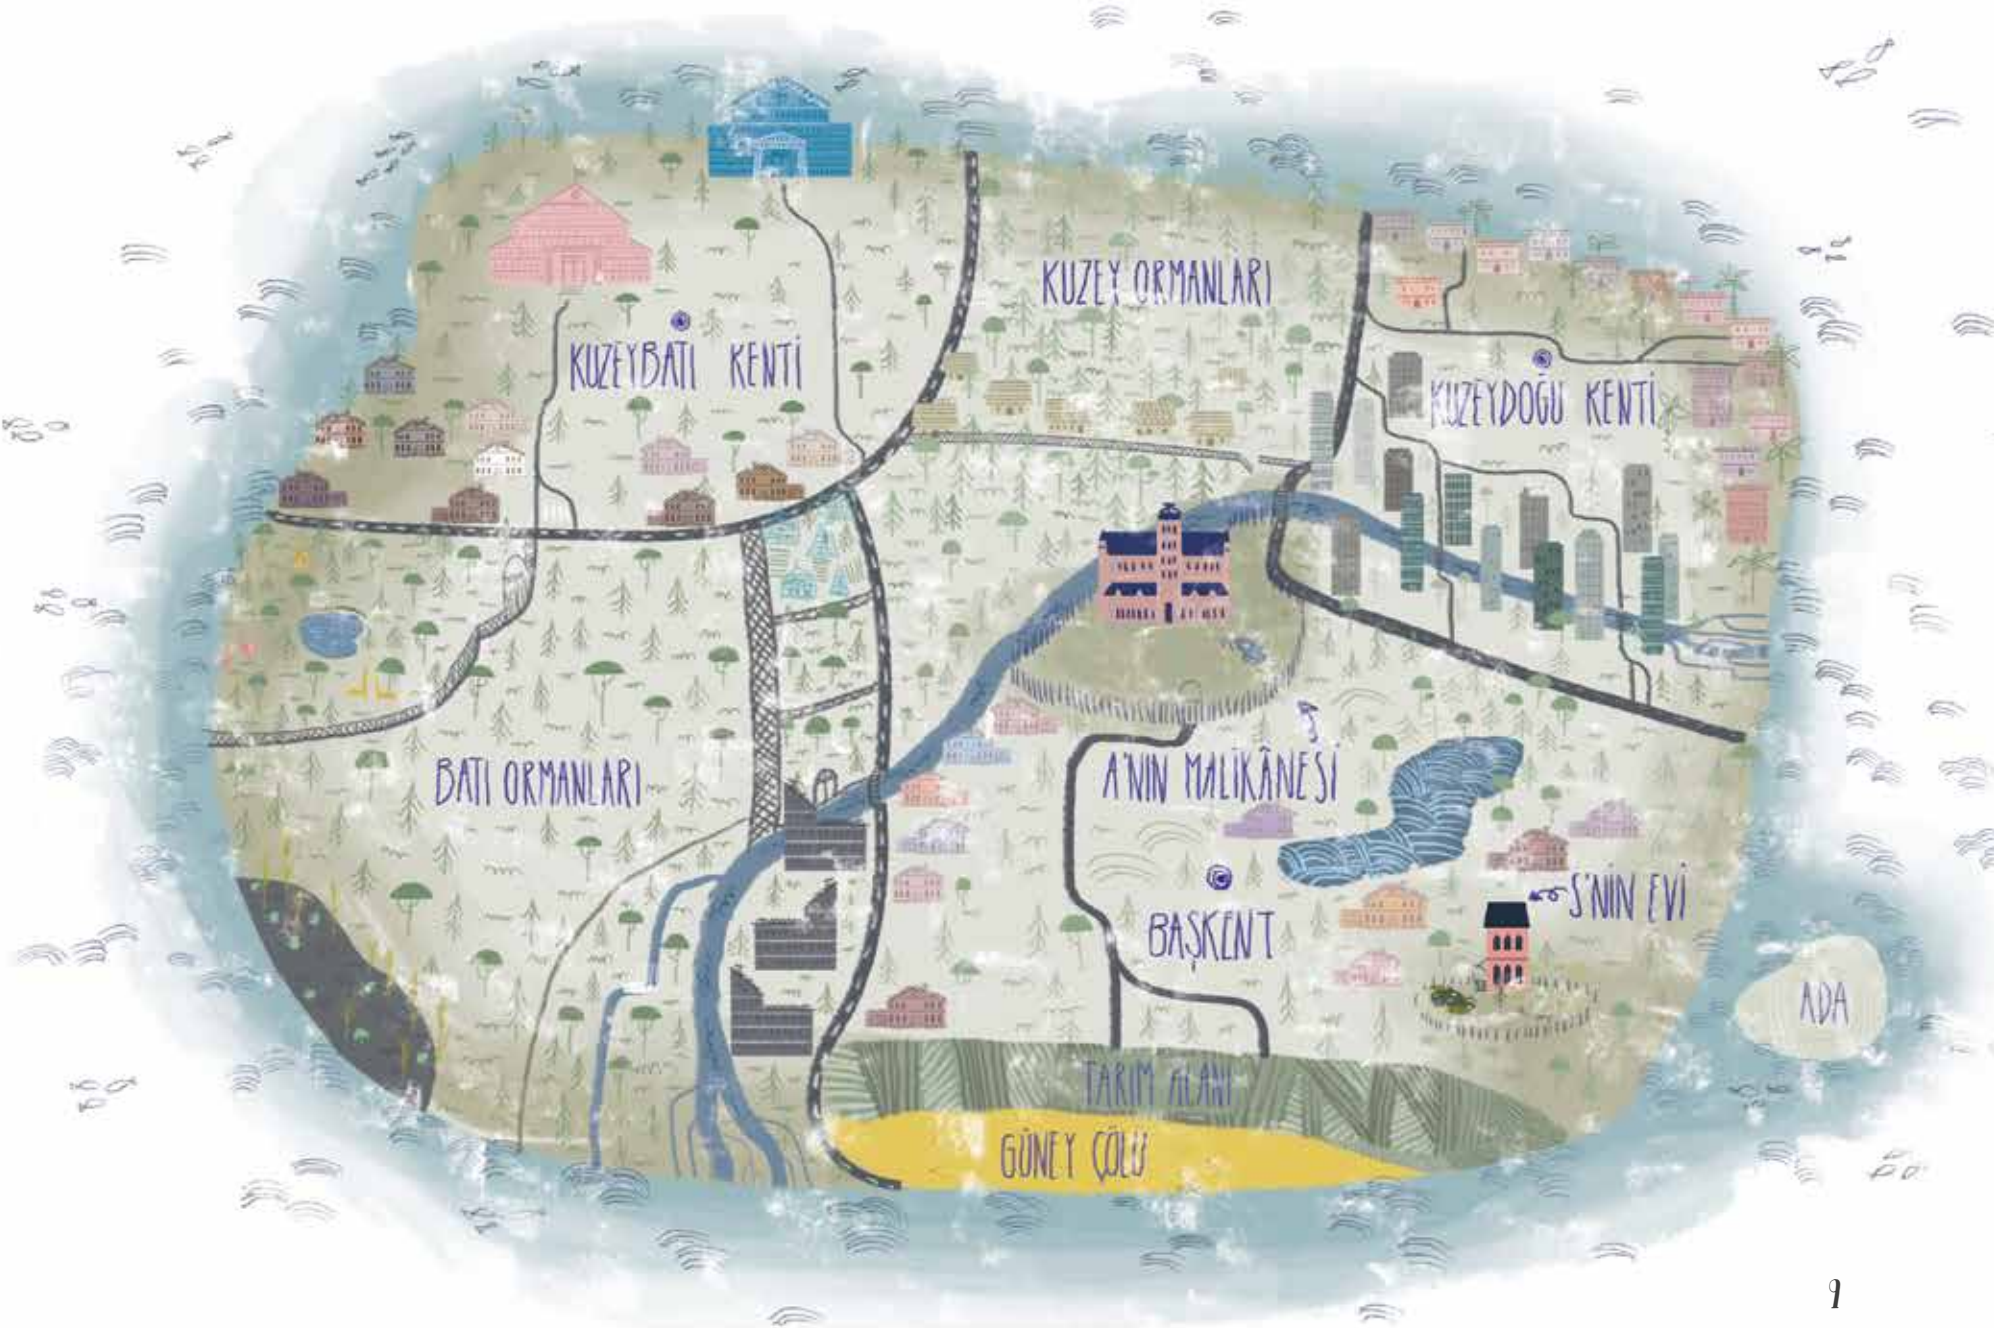 KUZEY ORMANLARI
KUZEYBATI KENTİ
KUZEYDOĞU KENTİ
A'NIN MALİKÂNESİ
BATI ORMANLARI
S'NİN EVİ
BAŞKENT
ADA
TARIM ALANI
GÜNEY ÇÖLÜ
9